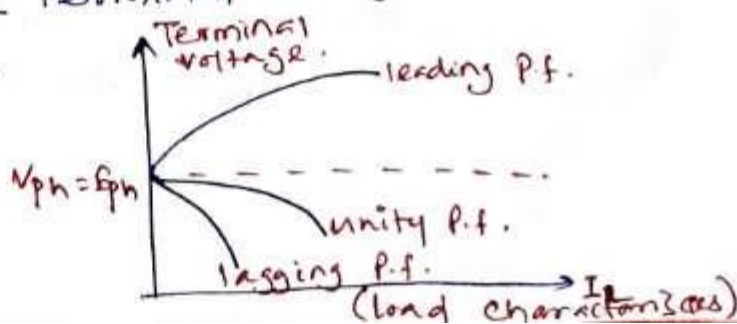 Terminal
voltage.
leading P.f.
Vph = Eph
unity P.f.
lagging P.f.
IL
(load characteristics)